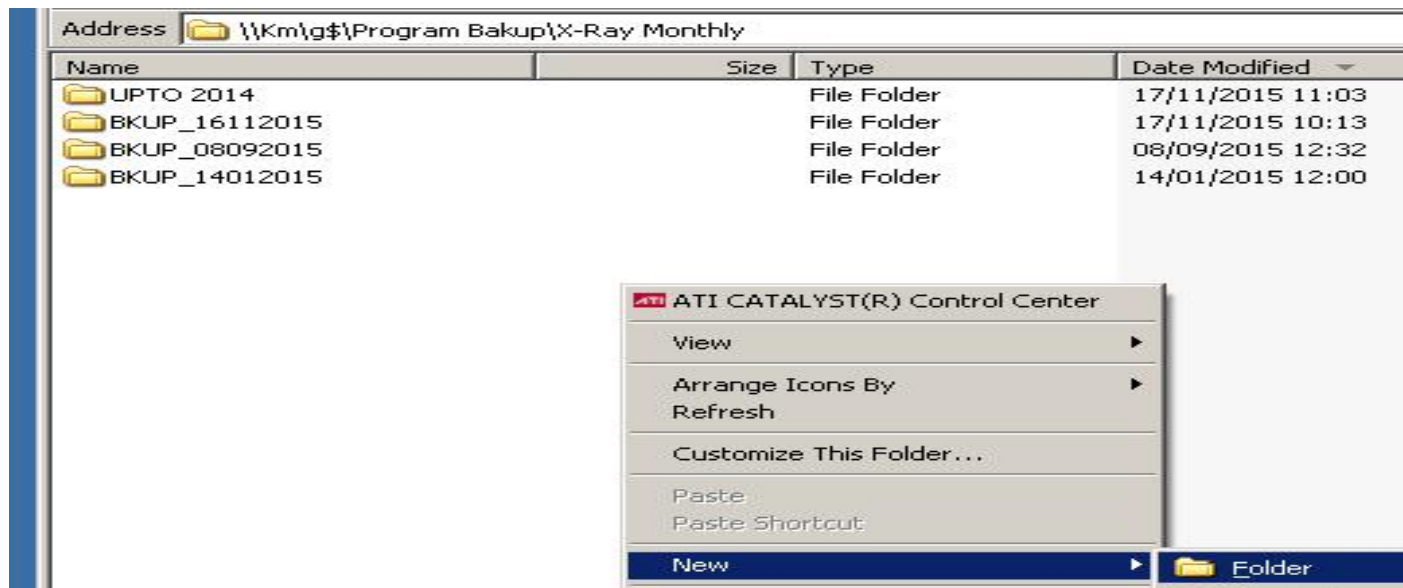 Address \\Km\g$\Program Bakup\X-Ray Monthly
Name Size Type Date Modified
UPTO 2014 File Folder 17/11/2015 11:03
BKUP_16112015 File Folder 17/11/2015 10:13
BKUP_08092015 File Folder 08/09/2015 12:32
BKUP_14012015 File Folder 14/01/2015 12:00
ATI ATI CATALYST(R) Control Center
View
Arrange Icons By
Refresh
Customize This Folder...
Paste
Paste Shortcut
New Folder